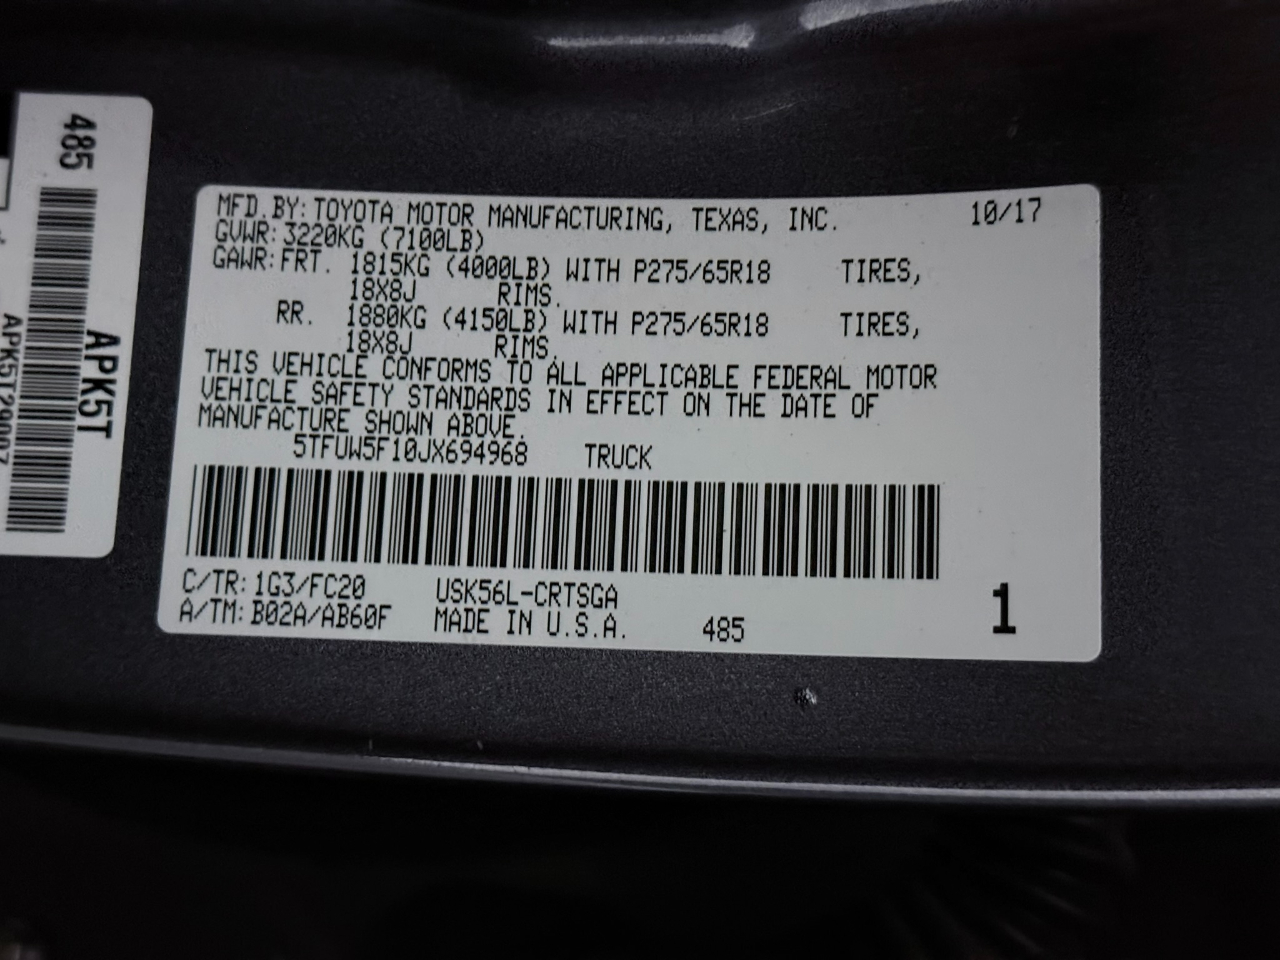 485
APK5T
MFD. BY: TOYOTA MOTOR MANUFACTURING, TEXAS, INC. 10/17
GVWR: 3220KG (7100LB)
GAWR: FRT. 1815KG (4000LB) WITH P275/65R18 TIRES,
18X8J RIMS.
RR. 1880KG (4150LB) WITH P275/65R18 TIRES,
18X8J RIMS.
THIS VEHICLE CONFORMS TO ALL APPLICABLE FEDERAL MOTOR
VEHICLE SAFETY STANDARDS IN EFFECT ON THE DATE OF
MANUFACTURE SHOWN ABOVE.
5TFUW5F10JX694968 TRUCK
C/TR: 1G3/FC20 USK56L-CRTSGA
A/TM: B02A/AB60F MADE IN U.S.A. 485 1